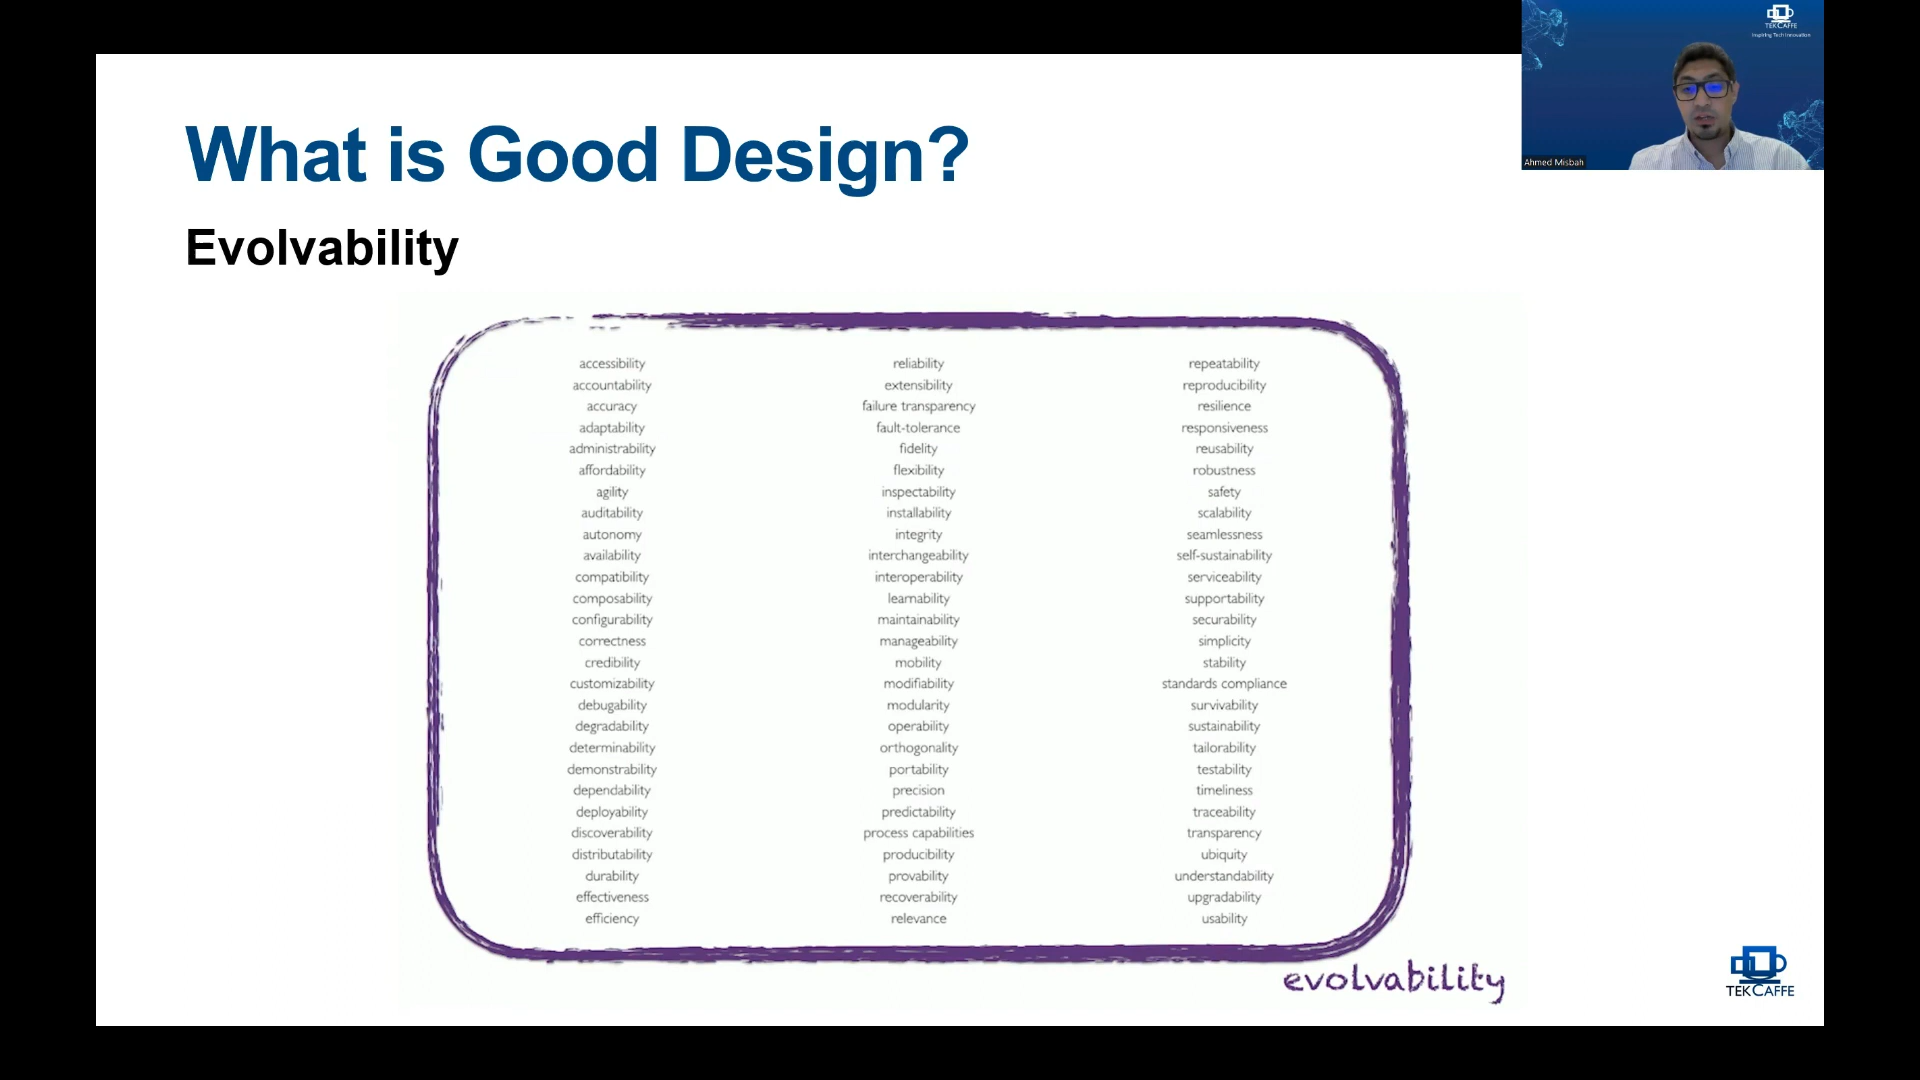 TEKCAFFE
Inspiring Tech Innovation
Ahmed Misbah
What is Good Design?
Evolvability
accessibility
accountability
accuracy
adaptability
administrability
affordability
agility
auditability
autonomy
availability
compatibility
composability
configurability
correctness
credibility
customizability
debugability
degradability
determinability
demonstrability
dependability
deployability
discoverability
distributability
durability
effectiveness
efficiency
reliability
extensibility
failure transparency
fault-tolerance
fidelity
flexibility
inspectability
installability
integrity
interchangeability
interoperability
learnability
maintainability
manageability
mobility
modifiability
modularity
operability
orthogonality
portability
precision
predictability
process capabilities
producibility
provability
recoverability
relevance
repeatability
reproducibility
resilience
responsiveness
reusability
robustness
safety
scalability
seamlessness
self-sustainability
serviceability
supportability
securability
simplicity
stability
standards compliance
survivability
sustainability
tailorability
testability
timeliness
traceability
transparency
ubiquity
understandability
upgradability
usability
evolvability
TEKCAFFE